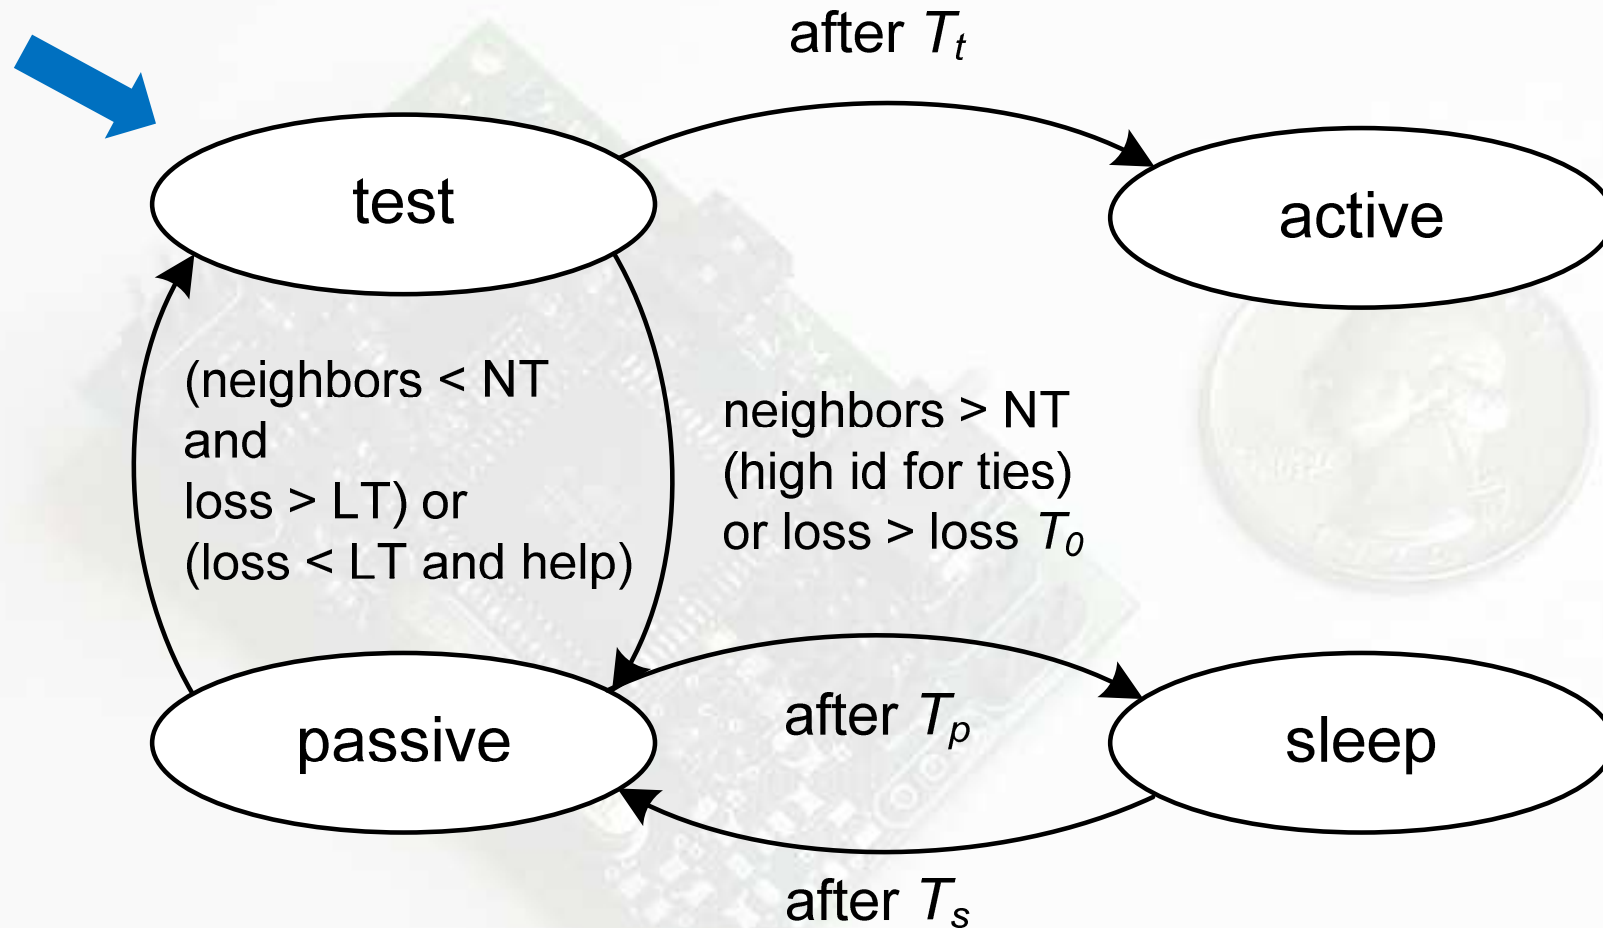 after Tt
test
active
(neighbors < NT
and
loss > LT) or
(loss < LT and help)
neighbors > NT
(high id for ties)
or loss > loss T0
passive
after Tp
sleep
after Ts